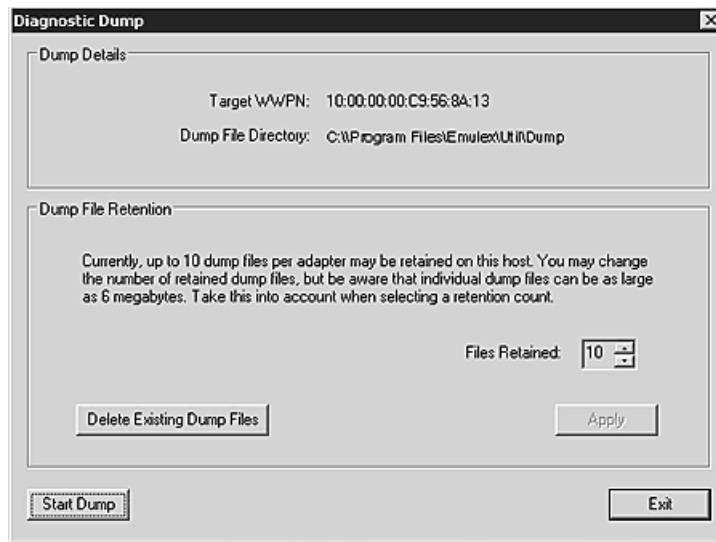 Diagnostic Dump
Dump Details
Target WWPN: 10:00:00:00:C9:56:8A:13
Dump File Directory: C:\\Program Files\Emulex\Util\Dump
Dump File Retention
Currently, up to 10 dump files per adapter may be retained on this host. You may change
the number of retained dump files, but be aware that individual dump files can be as large
as 6 megabytes. Take this into account when selecting a retention count.
Files Retained: 10
Delete Existing Dump Files
Apply
Start Dump
Exit